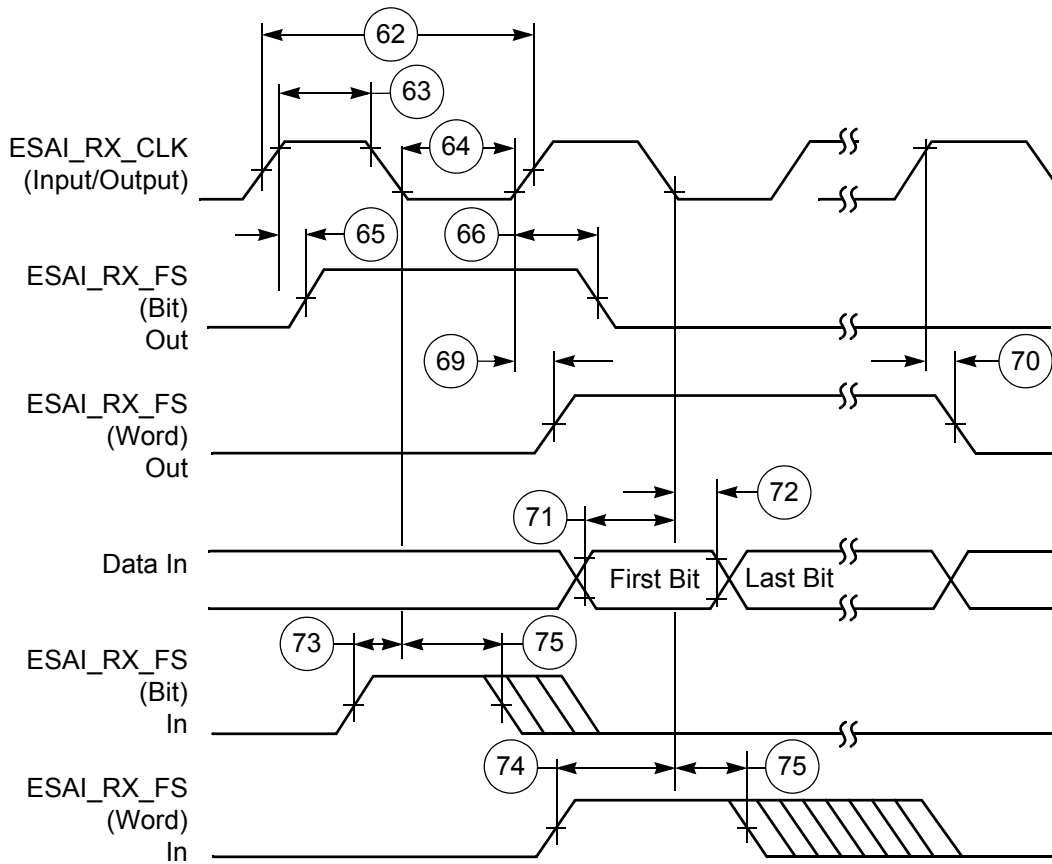 62
63
ESAI_RX_CLK
(Input/Output)
64
65
66
ESAI_RX_FS
(Bit)
Out
69
70
ESAI_RX_FS
(Word)
Out
71
72
Data In
First Bit
Last Bit
73
75
ESAI_RX_FS
(Bit)
In
74
75
ESAI_RX_FS
(Word)
In